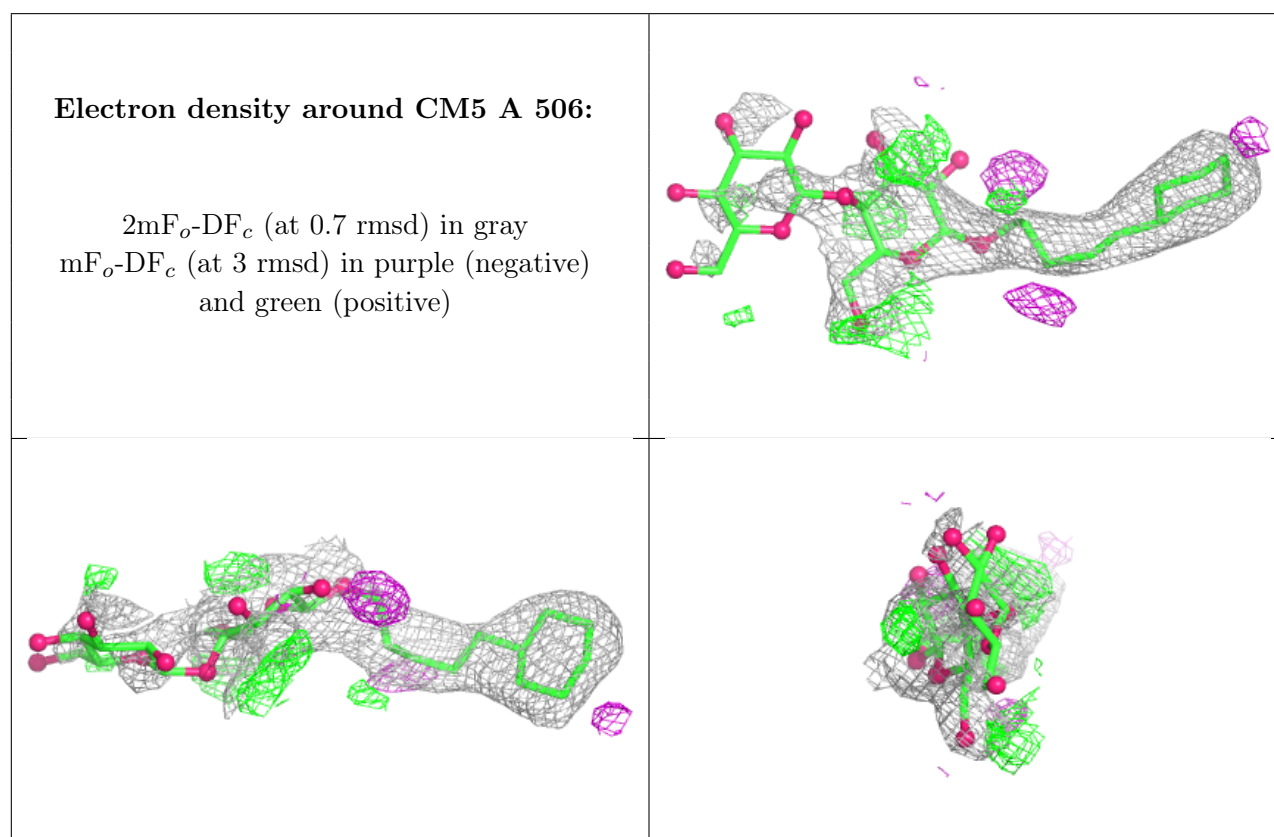 Electron density around CM5 A 506:
2mFo-DFc (at 0.7 rmsd) in gray
mFo-DFc (at 3 rmsd) in purple (negative)
and green (positive)